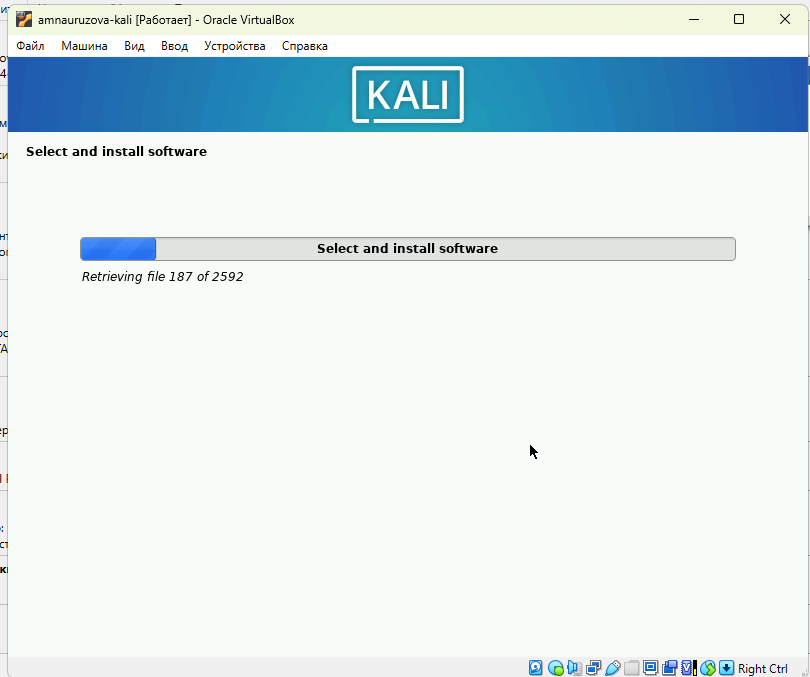 amnauruzova-kali [Работает] - Oracle VirtualBox
Файл Машина Вид Ввод Устройства Справка
KALI
Select and install software
Select and install software
Retrieving file 187 of 2592
Right Ctrl